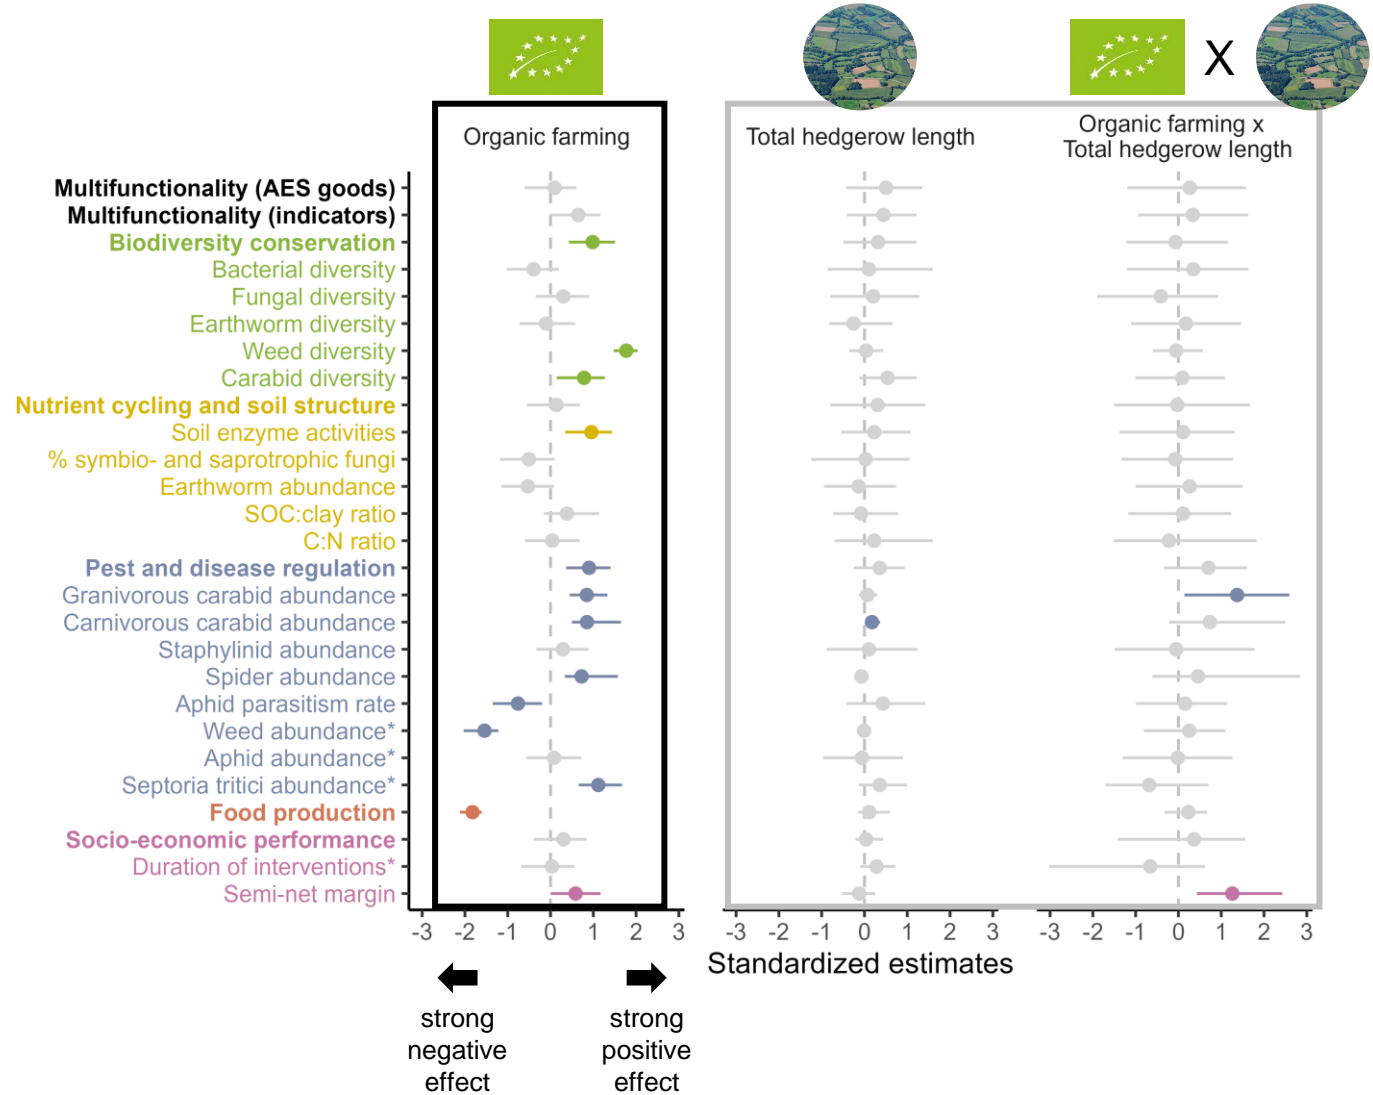 X
Organic farming
Total hedgerow length
Organic farming x
Total hedgerow length
Multifunctionality (AES goods)
Multifunctionality (indicators)
Biodiversity conservation
Bacterial diversity
Fungal diversity
Earthworm diversity
Weed diversity
Carabid diversity
Nutrient cycling and soil structure
Soil enzyme activities
% symbio- and saprotrophic fungi
Earthworm abundance
SOC:clay ratio
C:N ratio
Pest and disease regulation
Granivorous carabid abundance
Carnivorous carabid abundance
Staphylinid abundance
Spider abundance
Aphid parasitism rate
Weed abundance*
Aphid abundance*
Septoria tritici abundance*
Food production
Socio-economic performance
Duration of interventions*
Semi-net margin
-3 -2 -1 0 1 2 3
-3 -2 -1 0 1 2 3
-3 -2 -1 0 1 2 3
Standardized estimates
strong
negative
effect
strong
positive
effect